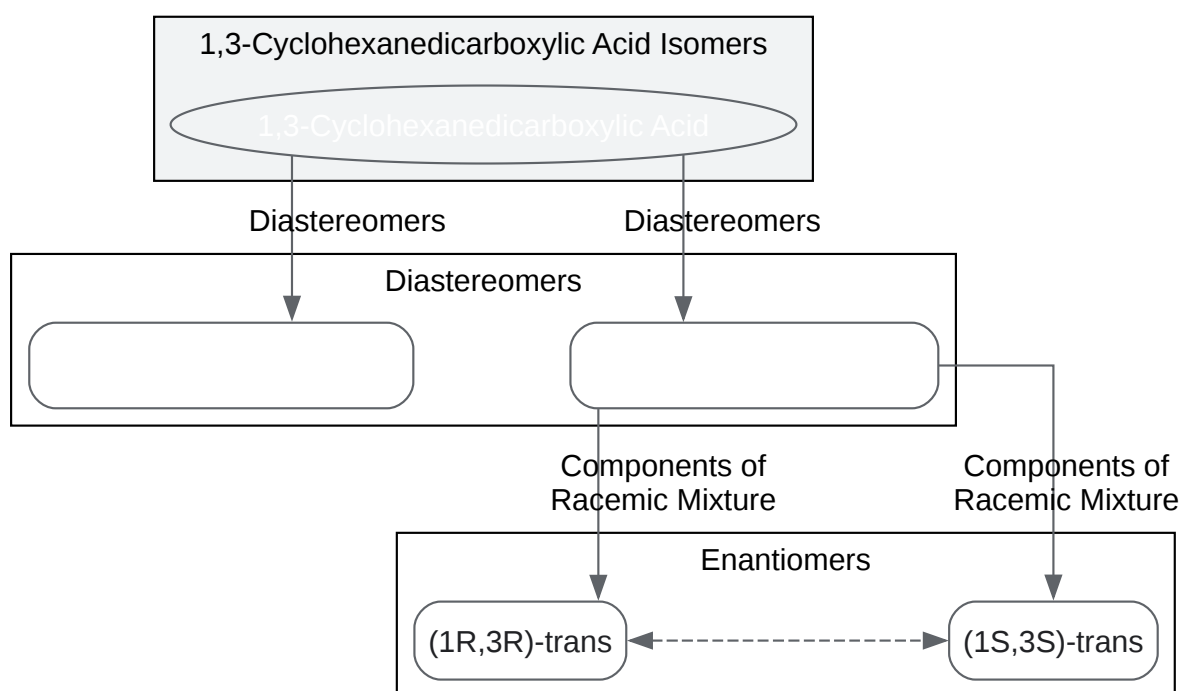 1,3-Cyclohexanedicarboxylic Acid Isomers
1,3-Cyclohexanedicarboxylic Acid
Diastereomers
Diastereomers
Diastereomers
Components of
Racemic Mixture
Components of
Racemic Mixture
Enantiomers
(1R,3R)-trans
(1S,3S)-trans